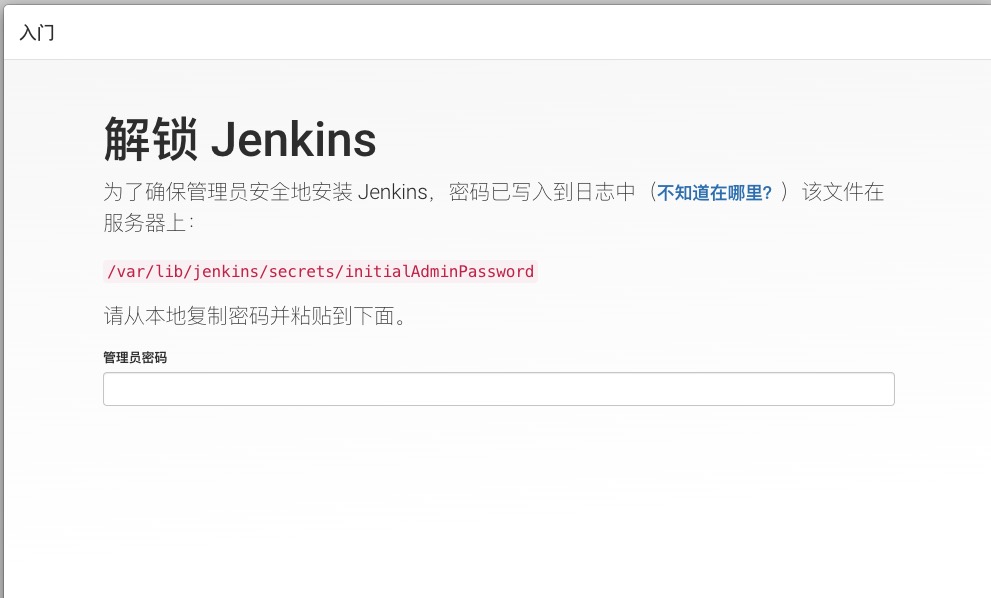 入门
解锁 Jenkins
为了确保管理员安全地安装 Jenkins，密码已写入到日志中（不知道在哪里？）该文件在
服务器上：
/var/lib/jenkins/secrets/initialAdminPassword
请从本地复制密码并粘贴到下面。
管理员密码